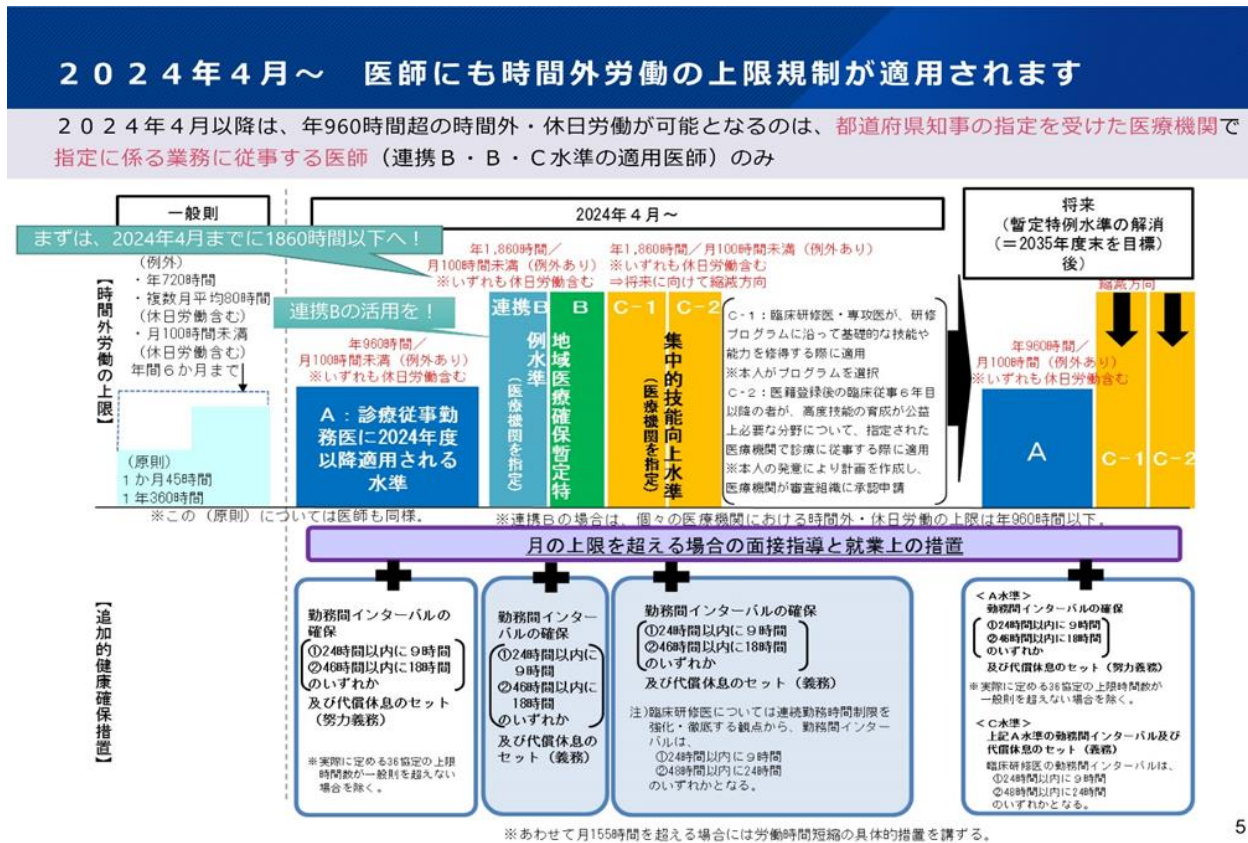 ２０２４年４月～　医師にも時間外労働の上限規制が適用されます
２０２４年４月以降は、年960時間超の時間外・休日労働が可能となるのは、都道府県知事の指定を受けた医療機関で
指定に係る業務に従事する医師（連携Ｂ・Ｂ・Ｃ水準の適用医師）のみ
一般則
まずは、2024年4月までに1860時間以下へ！
【時間外労働の上限】
（例外）
・年720時間
・複数月平均80時間
（休日労働含む）
・月100時間未満
（休日労働含む）
年間６か月まで
（原則）
１か月45時間
１年360時間
※この（原則）については医師も同様。
2024年４月～
連携Bの活用を！
年960時間／
月100時間未満（例外あり）
※いずれも休日労働含む
Ａ：診療従事勤
務医に2024年度
以降適用される
水準
年1,860時間／
月100時間未満（例外あり）
※いずれも休日労働含む
連携Ｂ
Ｂ
地域医療確保暫定特
例水準
（医療機関を指定）
年1,860時間／月100時間未満（例外あり）
※いずれも休日労働含む
⇒将来に向けて縮減方向
Ｃ-１
Ｃ-２
集中的技能向上水準
（医療機関を指定）
Ｃ-１：臨床研修医・専攻医が、研修
プログラムに沿って基礎的な技能や
能力を修得する際に適用
※本人がプログラムを選択
Ｃ-２：医籍登録後の臨床従事６年目
以降の者が、高度技能の育成が公益
上必要な分野について、指定された
医療機関で診療に従事する際に適用
※本人の発意により計画を作成し、
医療機関が審査組織に承認申請
※連携Ｂの場合は、個々の医療機関における時間外・休日労働の上限は年960時間以下。
将来
（暫定特例水準の解消
（＝2035年度末を目標）
後）
縮減方向
年960時間／
月100時間（例外あり）
※いずれも休日労働含む
Ａ
Ｃ-１
Ｃ-２
月の上限を超える場合の面接指導と就業上の措置
【追加的健康確保措置】
勤務間インターバルの
確保
①24時間以内に９時間
②46時間以内に18時間
のいずれか
及び代償休息のセット
（努力義務）
※実際に定める36協定の上限
時間数が一般則を超えない
場合を除く。
勤務間インター
バルの確保
①24時間以内に
９時間
②46時間以内に
18時間
のいずれか
及び代償休息の
セット（義務）
勤務間インターバルの確保
①24時間以内に９時間
②46時間以内に18時間
のいずれか
及び代償休息のセット（義務）
注）臨床研修医については連続勤務時間制限を
強化・徹底する観点から、勤務間インター
バルは、
①24時間以内に９時間
②48時間以内に24時間
のいずれかとなる。
＜Ａ水準＞
勤務間インターバルの確保
①24時間以内に９時間
②46時間以内に18時間
のいずれか
及び代償休息のセット（努力義務）
※実際に定める36協定の上限時間数が
一般則を超えない場合を除く。
＜Ｃ水準＞
上記Ａ水準の勤務間インターバル及び
代償休息のセット（義務）
臨床研修医の勤務間インターバルは、
①24時間以内に９時間
②48時間以内に24時間
のいずれかとなる。
※あわせて月155時間を超える場合には労働時間短縮の具体的措置を講ずる。
5